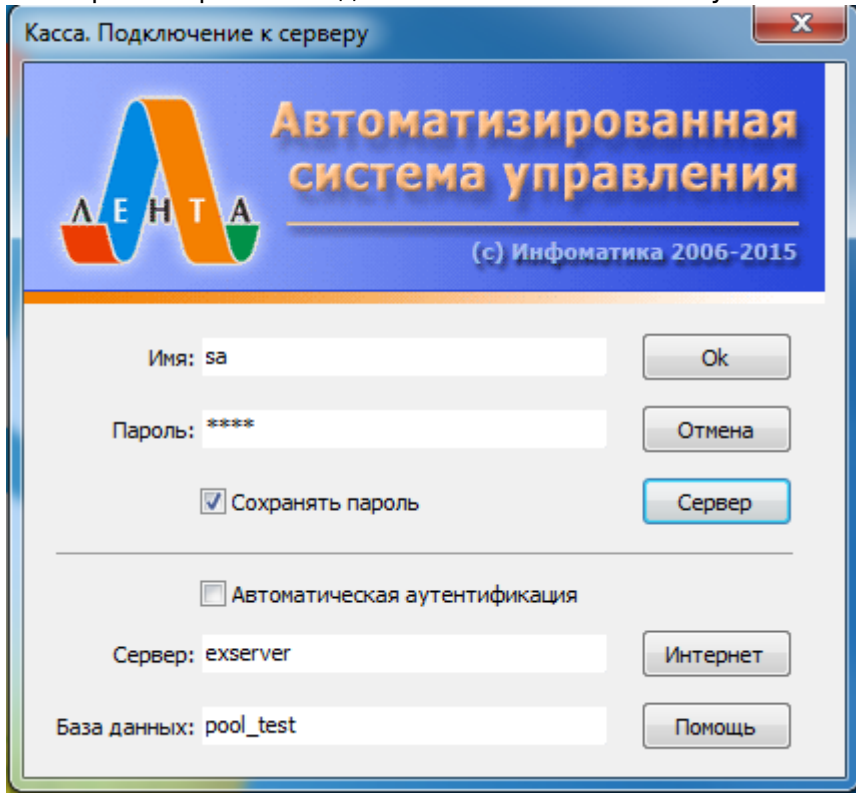 Касса. Подключение к серверу
Автоматизированная
система управления
ЛЕНТА
(с) Инфоматика 2006-2015
Имя: sa
Ok
Пароль: ****
Отмена
Сохранять пароль
Сервер
Автоматическая аутентификация
Сервер: exserver
Интернет
База данных: pool_test
Помощь